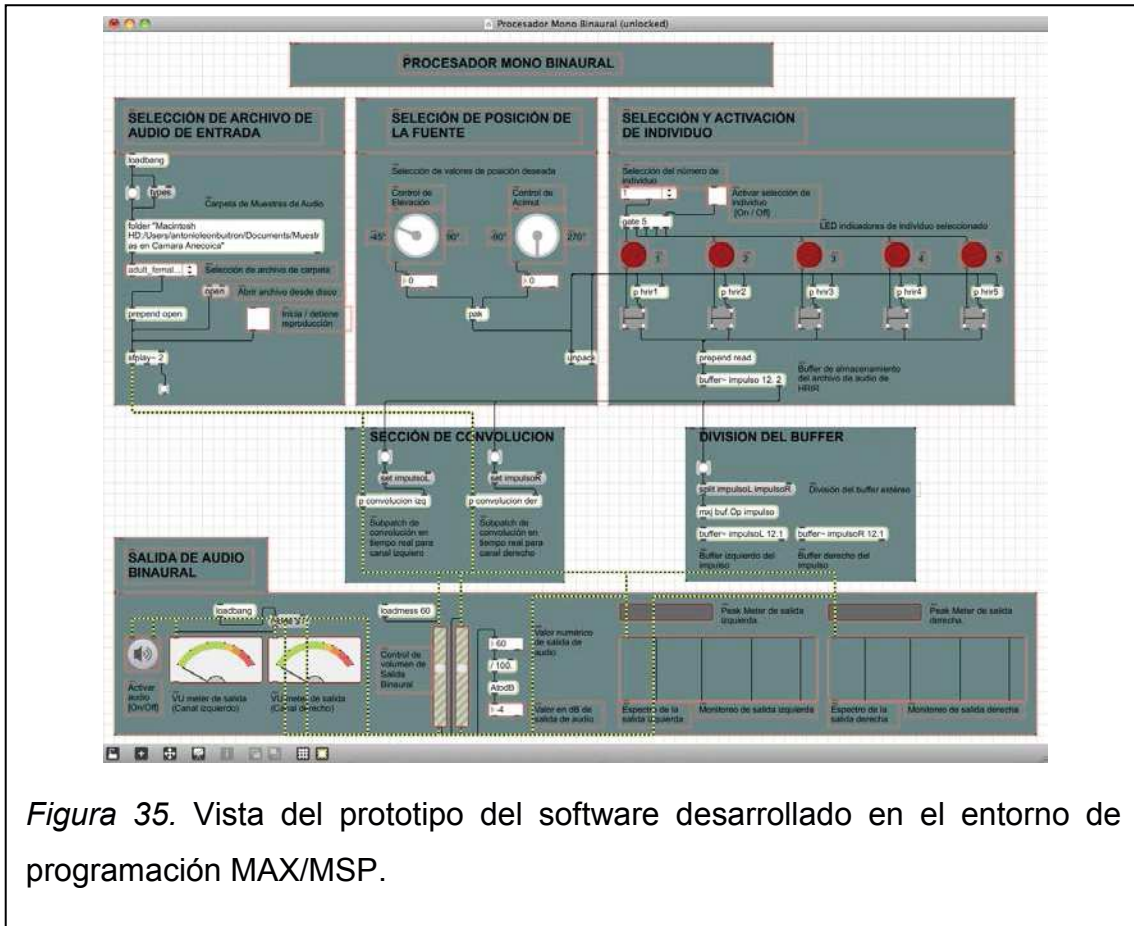 Procesador Mono Binaural (unlocked)
PROCESADOR MONO BINAURAL
SELECCIÓN DE ARCHIVO DE
AUDIO DE ENTRADA
loadbang
types
Carpeta de Muestras de Audio
folder "Macintosh
HD:/Users/antonioleonbuitron/Documents/Muestr
as en Camara Anecoica"
adult_femal...
Selección de archivo de carpeta
open
Abrir archivo desde disco
prepend open
Inicia / detiene
reproducción
sfplay~ 2
SELECIÓN DE POSICIÓN DE
LA FUENTE
Selección de valores de posición deseada
Control de
Elevación
Control de
Azimut
-45°
90°
-90°
270°
0
0
pak
unpack
SELECCIÓN Y ACTIVACIÓN
DE INDIVIDUO
Selección del número de
individuo
1
Activar selección de
individuo
(On / Off)
gate 5
LED indicadores de individuo seleccionado
1
2
3
4
5
p hrir1
p hrir2
p hrir3
p hrir4
p hrir5
prepend read
buffer~ impulso 12. 2
Buffer de almacenamiento
del archivo de audio de
HRIR
SECCIÓN DE CONVOLUCION
set impulsoL
set impulsoR
p convolucion izq
p convolucion der
Subpatch de
convolución en
tiempo real para
canal izquiero
Subpatch de
convolución en
tiempo real para
canal derecho
DIVISION DEL BUFFER
split impulsoL impulsoR
División del buffer estéreo
mxj buf.Op impulso
buffer~ impulsoL 12.1
buffer~ impulsoR 12.1
Buffer izquierdo del
impulso
Buffer derecho del
impulso
SALIDA DE AUDIO
BINAURAL
loadbang
Activar
audio
[On/Off]
VU meter de salida
(Canal izquierdo)
VU meter de salida
(Canal derecho)
loadmess 60
Control de
volumen de
Salida
Binaural
60
/ 100.
AtodB
-4
Valor numérico
de salida de
audio
Valor en dB de
salida de audio
Peak Meter de salida
izquierda
Peak Meter de salida
derecha
Espectro de la
salida izquierda
Monitoreo de salida izquierda
Espectro de la
salida derecha
Monitoreo de salida derecha
Figura 35. Vista del prototipo del software desarrollado en el entorno de
programación MAX/MSP.